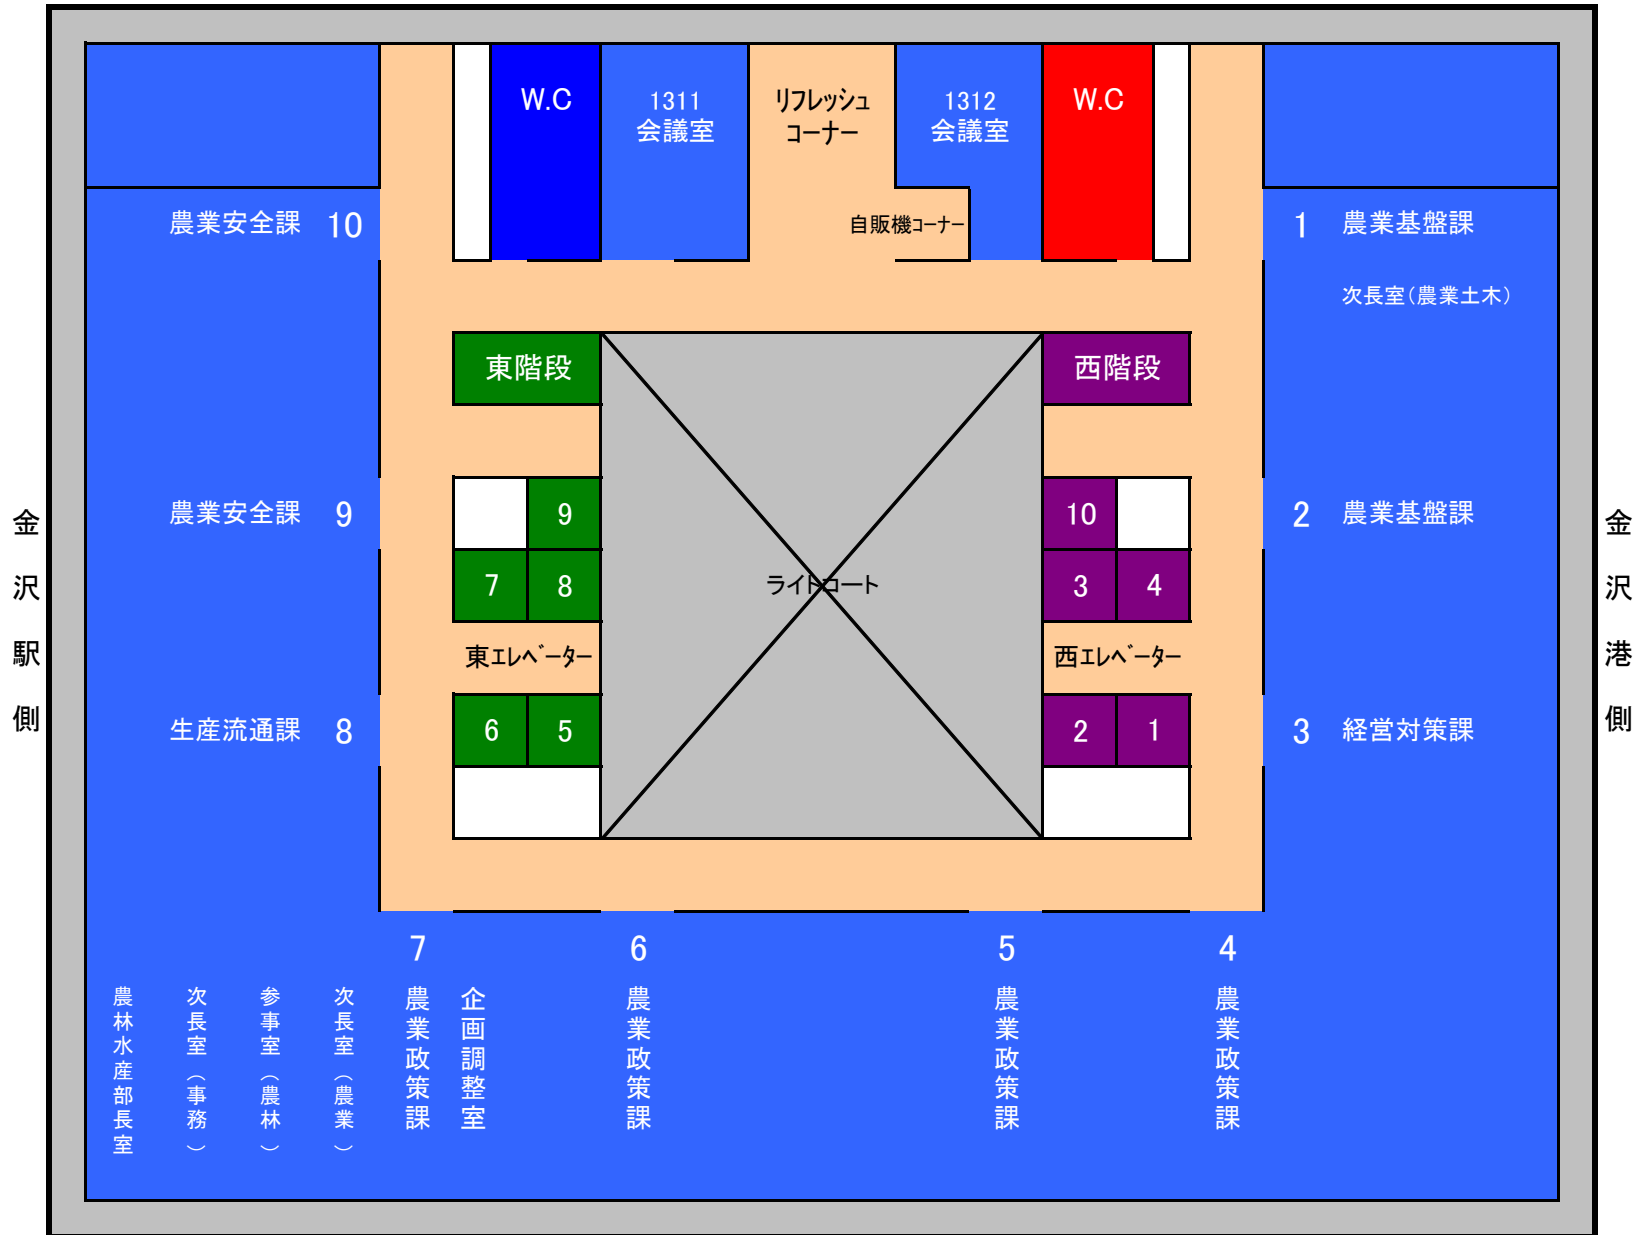 W.C
1311
会議室
リフレッシュ
コーナー
1312
会議室
W.C
自販機コーナー
農業安全課 10
1 農業基盤課
次長室(農業土木)
東階段
西階段
農業安全課 9
9
10
2 農業基盤課
7 8
ライトコート
3 4
東エレベーター
西エレベーター
生産流通課 8
6 5
2 1
3 経営対策課
金沢駅側
金沢港側
7
6
5
4
農林水産部長室
次長室(事務)
参事室(農林)
次長室(農業)
農業政策課
企画調整室
農業政策課
農業政策課
農業政策課